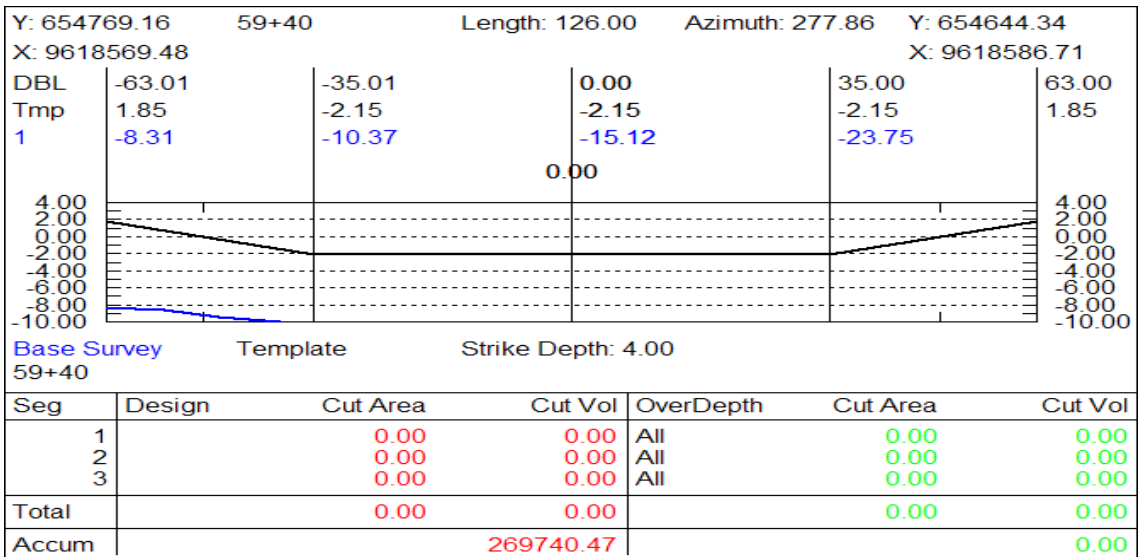 Y: 654769.16 59+40 Length: 126.00 Azimuth: 277.86 Y: 654644.34
X: 9618569.48 X: 9618586.71
DBL -63.01 -35.01 0.00 35.00 63.00
Tmp 1.85 -2.15 -2.15 -2.15 1.85
1 -8.31 -10.37 -15.12 -23.75
0.00
4.00 4.00
2.00 2.00
0.00 0.00
-2.00 -2.00
-4.00 -4.00
-6.00 -6.00
-8.00 -8.00
-10.00 -10.00
Base Survey Template Strike Depth: 4.00
59+40
Seg Design Cut Area Cut Vol OverDepth Cut Area Cut Vol
1 0.00 0.00 All 0.00 0.00
2 0.00 0.00 All 0.00 0.00
3 0.00 0.00 All 0.00 0.00
Total 0.00 0.00 0.00 0.00
Accum 269740.47 0.00